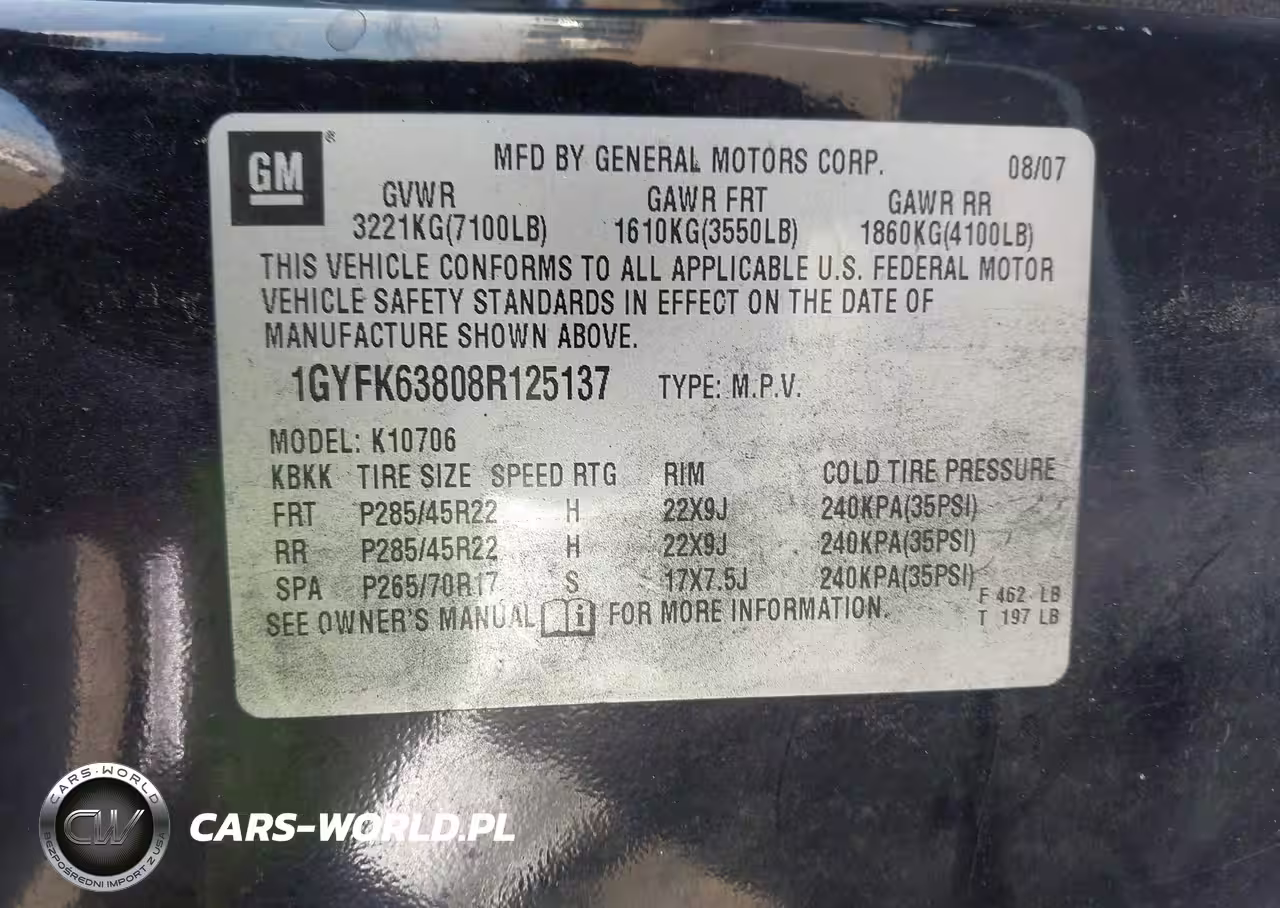 GM ®
MFD BY GENERAL MOTORS CORP. 08/07
GVWR GAWR FRT GAWR RR
3221KG(7100LB) 1610KG(3550LB) 1860KG(4100LB)
THIS VEHICLE CONFORMS TO ALL APPLICABLE U.S. FEDERAL MOTOR
VEHICLE SAFETY STANDARDS IN EFFECT ON THE DATE OF
MANUFACTURE SHOWN ABOVE.
1GYFK63808R125137 TYPE: M.P.V.
MODEL: K10706
KBKK TIRE SIZE SPEED RTG RIM COLD TIRE PRESSURE
FRT P285/45R22 H 22X9J 240KPA(35PSI)
RR P285/45R22 H 22X9J 240KPA(35PSI)
SPA P265/70R17 S 17X7.5J 240KPA(35PSI)
F 462 LB
SEE OWNER'S MANUAL i FOR MORE INFORMATION.
T 197 LB
CARS-WORLD
CW
BEZPOŚREDNI IMPORT Z USA
CARS-WORLD.PL